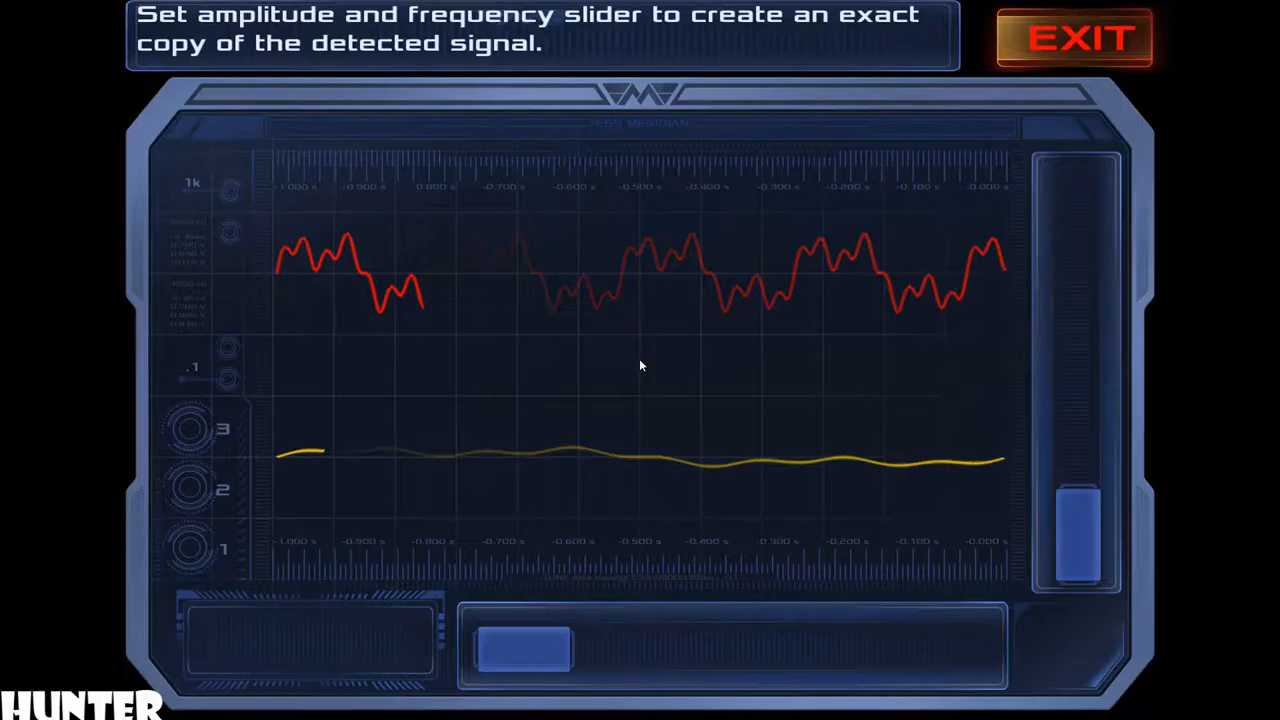 Set amplitude and frequency slider to create an exact
copy of the detected signal.
EXIT
MERIDIAN
1k
-1.000 s -0.900 s 0.800 s -0.700 s -0.600 s -0.500 s -0.400 s -0.300 s -0.200 s -0.100 s -0.000 s
.1
3
2
1
-1.000 s -0.900 s -0.800 s -0.700 s -0.600 s -0.500 s -0.400 s -0.300 s -0.200 s -0.100 s -0.000 s
HUNTER